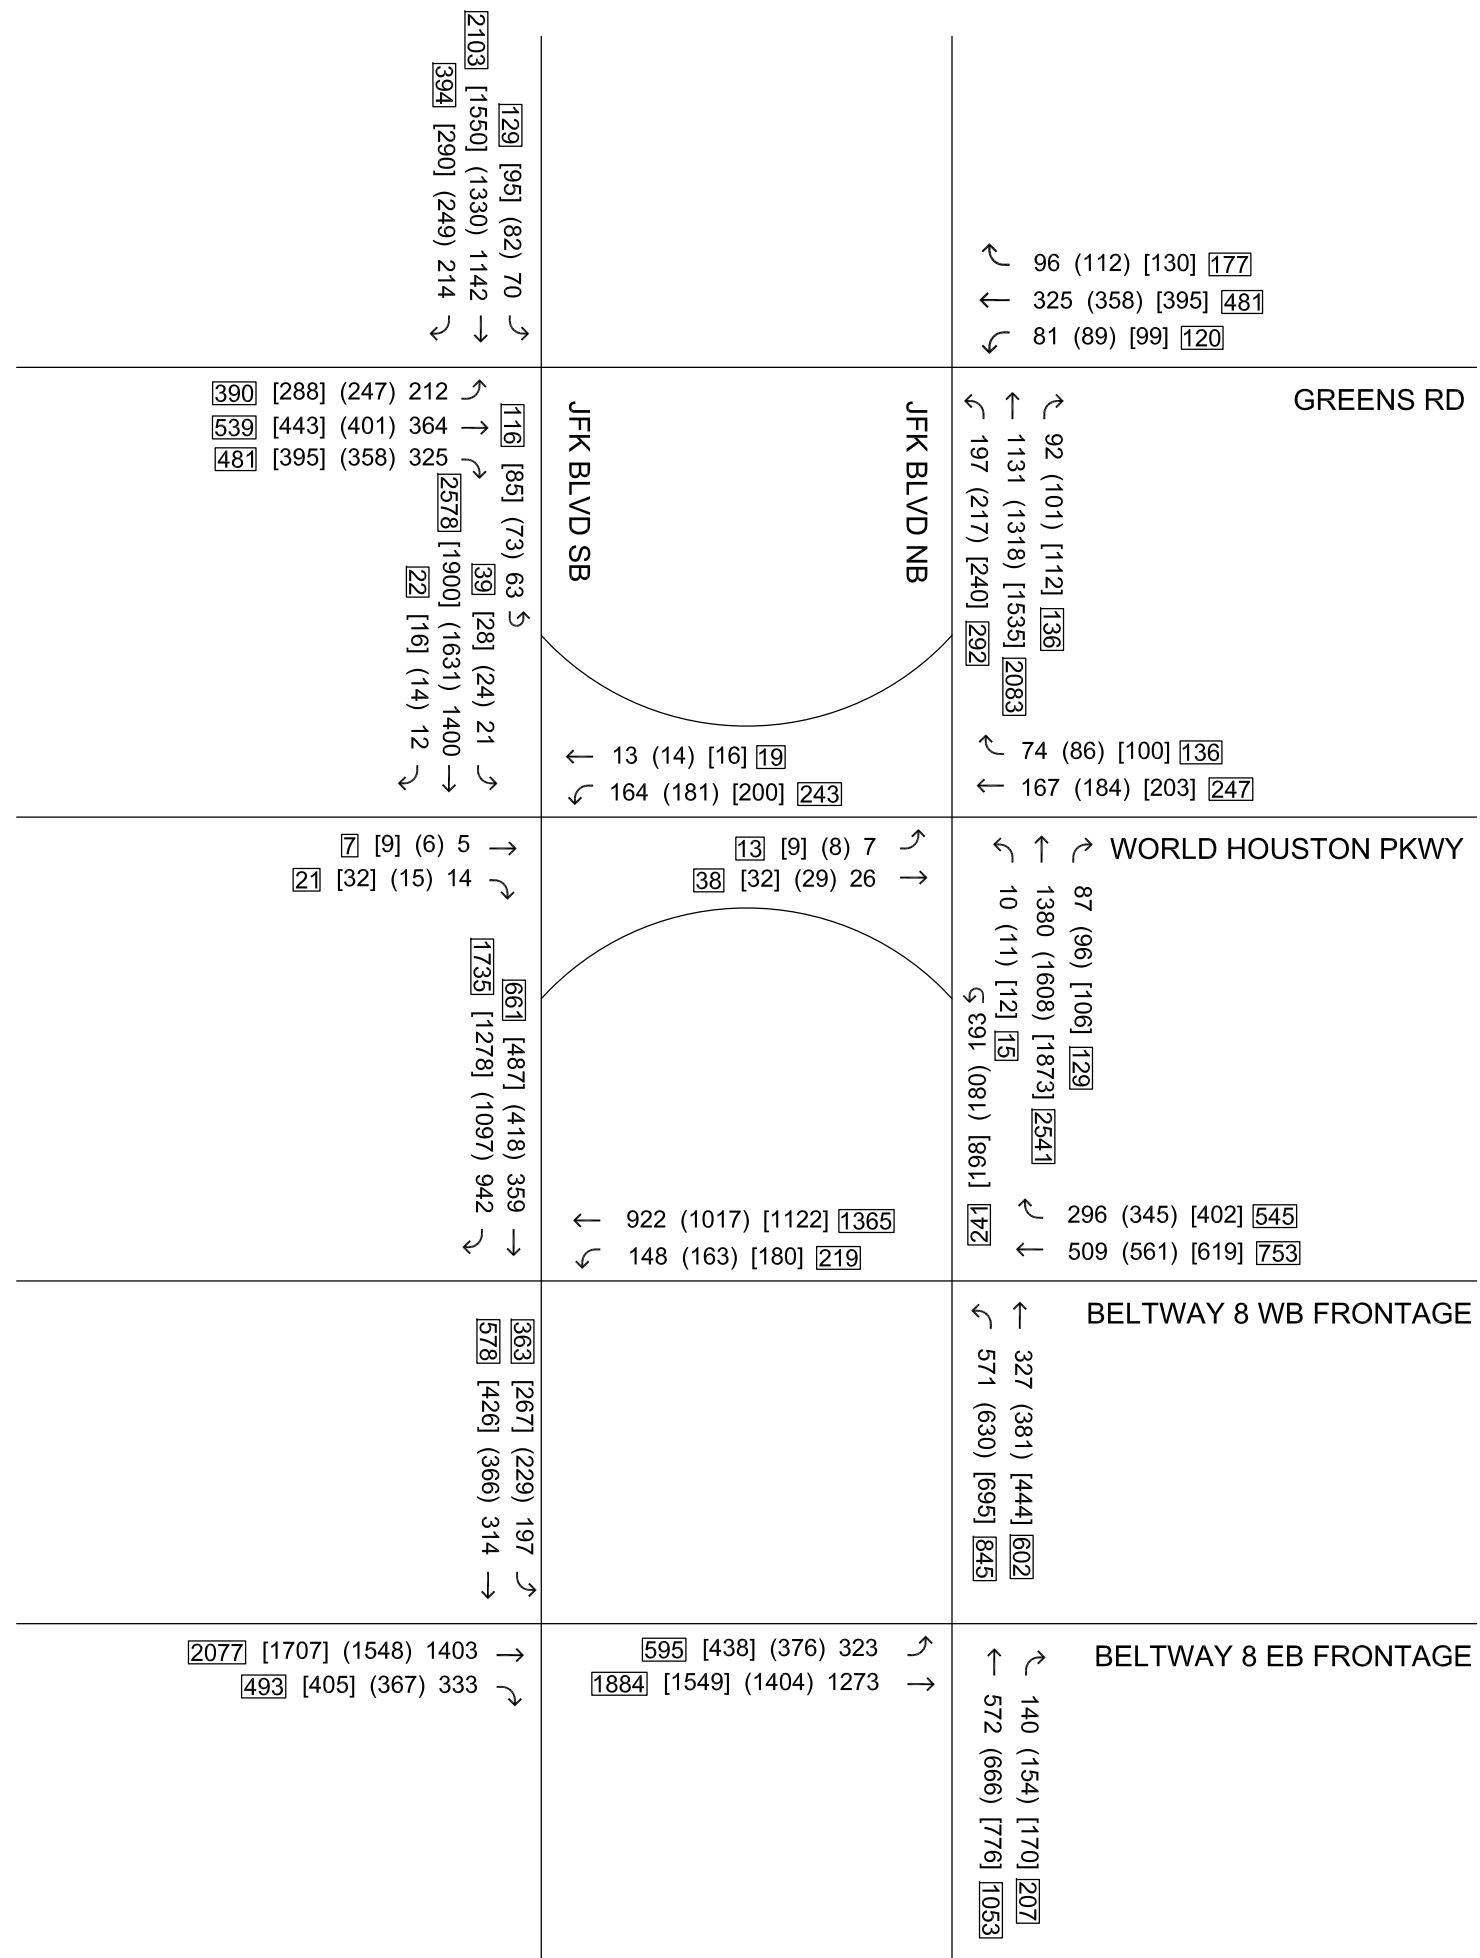 2103 [1550] (1330) 1142 ↓
394 [290] (249) 214
129 [95] (82) 70
96 (112) [130] 177
← 325 (358) [395] 481
81 (89) [99] 120
GREENS RD
390 [288] (247) 212
539 [443] (401) 364 →
481 [395] (358) 325
116 [85] (73) 63
2578 [1900] (1631) 1400 ↓
39 [28] (24) 21
22 [16] (14) 12
JFK BLVD SB
JFK BLVD NB
197 (217) [240] 292
↑ 1131 (1318) [1535] 2083
92 (101) [112] 136
← 13 (14) [16] 19
164 (181) [200] 243
74 (86) [100] 136
← 167 (184) [203] 247
WORLD HOUSTON PKWY
7 [9] (6) 5 →
21 [32] (15) 14
13 [9] (8) 7
38 [32] (29) 26 →
163 (180) [198] 241
10 (11) [12] 15
↑ 1380 (1608) [1873] 2541
87 (96) [106] 129
1735 [1278] (1097) 942
661 [487] (418) 359 ↓
← 922 (1017) [1122] 1365
148 (163) [180] 219
296 (345) [402] 545
← 509 (561) [619] 753
BELTWAY 8 WB FRONTAGE
578 [426] (366) 314 ↓
363 [267] (229) 197
571 (630) [695] 845
↑ 327 (381) [444] 602
BELTWAY 8 EB FRONTAGE
2077 [1707] (1548) 1403 →
493 [405] (367) 333
595 [438] (376) 323
1884 [1549] (1404) 1273 →
↑ 572 (666) [776] 1053
140 (154) [170] 207